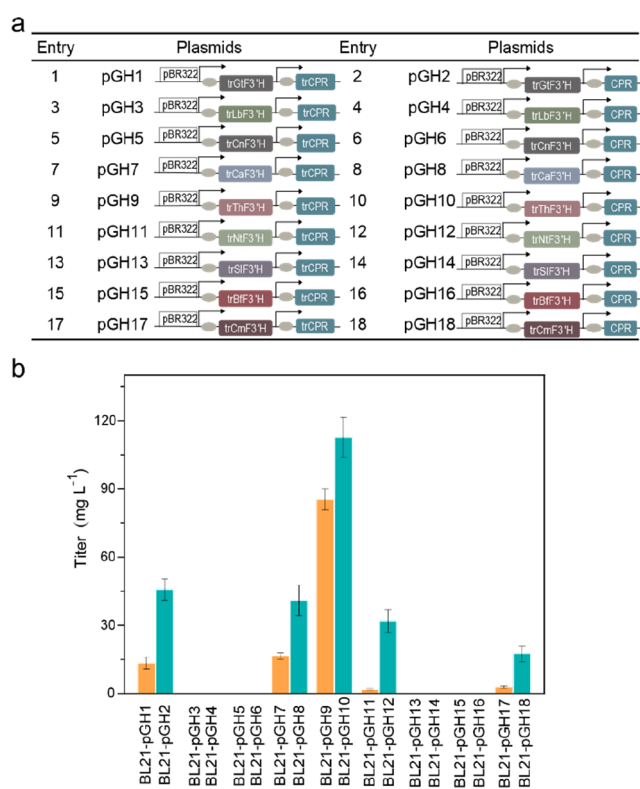 a
Entry Plasmids Entry Plasmids
1 pGH1 pBR322 trGtF3'H trCPR 2 pGH2 pBR322 trGtF3'H CPR
3 pGH3 pBR322 trLbF3'H trCPR 4 pGH4 pBR322 trLbF3'H CPR
5 pGH5 pBR322 trCnF3'H trCPR 6 pGH6 pBR322 trCnF3'H CPR
7 pGH7 pBR322 trCaF3'H trCPR 8 pGH8 pBR322 trCaF3'H CPR
9 pGH9 pBR322 trThF3'H trCPR 10 pGH10 pBR322 trThF3'H CPR
11 pGH11 pBR322 trNtF3'H trCPR 12 pGH12 pBR322 trNtF3'H CPR
13 pGH13 pBR322 trSlF3'H trCPR 14 pGH14 pBR322 trSlF3'H CPR
15 pGH15 pBR322 trBfF3'H trCPR 16 pGH16 pBR322 trBfF3'H CPR
17 pGH17 pBR322 trCmF3'H trCPR 18 pGH18 pBR322 trCmF3'H CPR
b
Titer (mg L⁻¹)
120
90
60
30
0
BL21-pGH1
BL21-pGH2
BL21-pGH3
BL21-pGH4
BL21-pGH5
BL21-pGH6
BL21-pGH7
BL21-pGH8
BL21-pGH9
BL21-pGH10
BL21-pGH11
BL21-pGH12
BL21-pGH13
BL21-pGH14
BL21-pGH15
BL21-pGH16
BL21-pGH17
BL21-pGH18